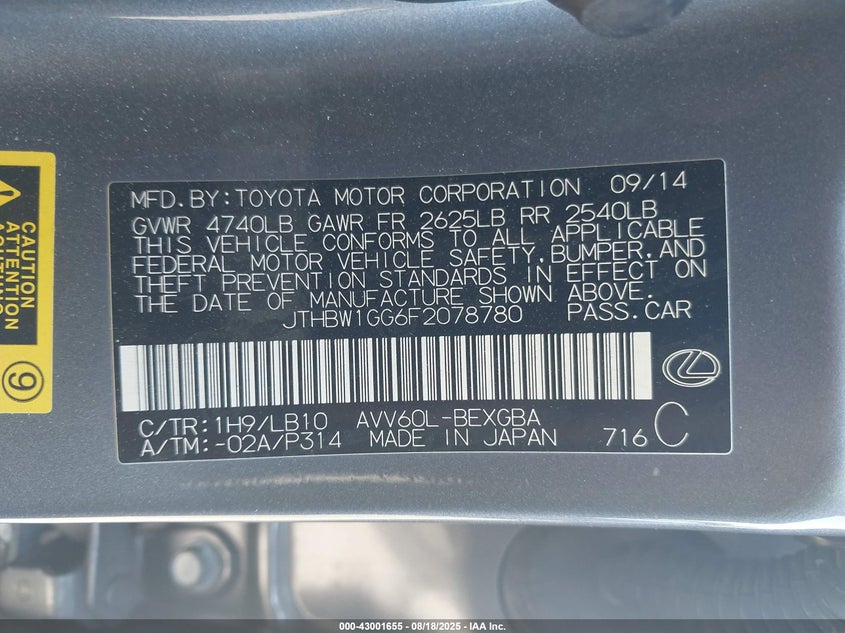 MFD.BY:TOYOTA MOTOR CORPORATION 09/14
GVWR 4740LB GAWR FR 2625LB RR 2540LB
THIS VEHICLE CONFORMS TO ALL APPLICABLE
FEDERAL MOTOR VEHICLE SAFETY,BUMPER,AND
THEFT PREVENTION STANDARDS IN EFFECT ON
THE DATE OF MANUFACTURE SHOWN ABOVE.
JTHBW1GG6F2078780 PASS.CAR
C/TR:1H9/LB10 AVV60L-BEXGBA
A/TM:-02A/P314 MADE IN JAPAN 716 C
CAUTION
ATTENTION
9
000-43001655 - 08/18/2025 - IAA Inc.